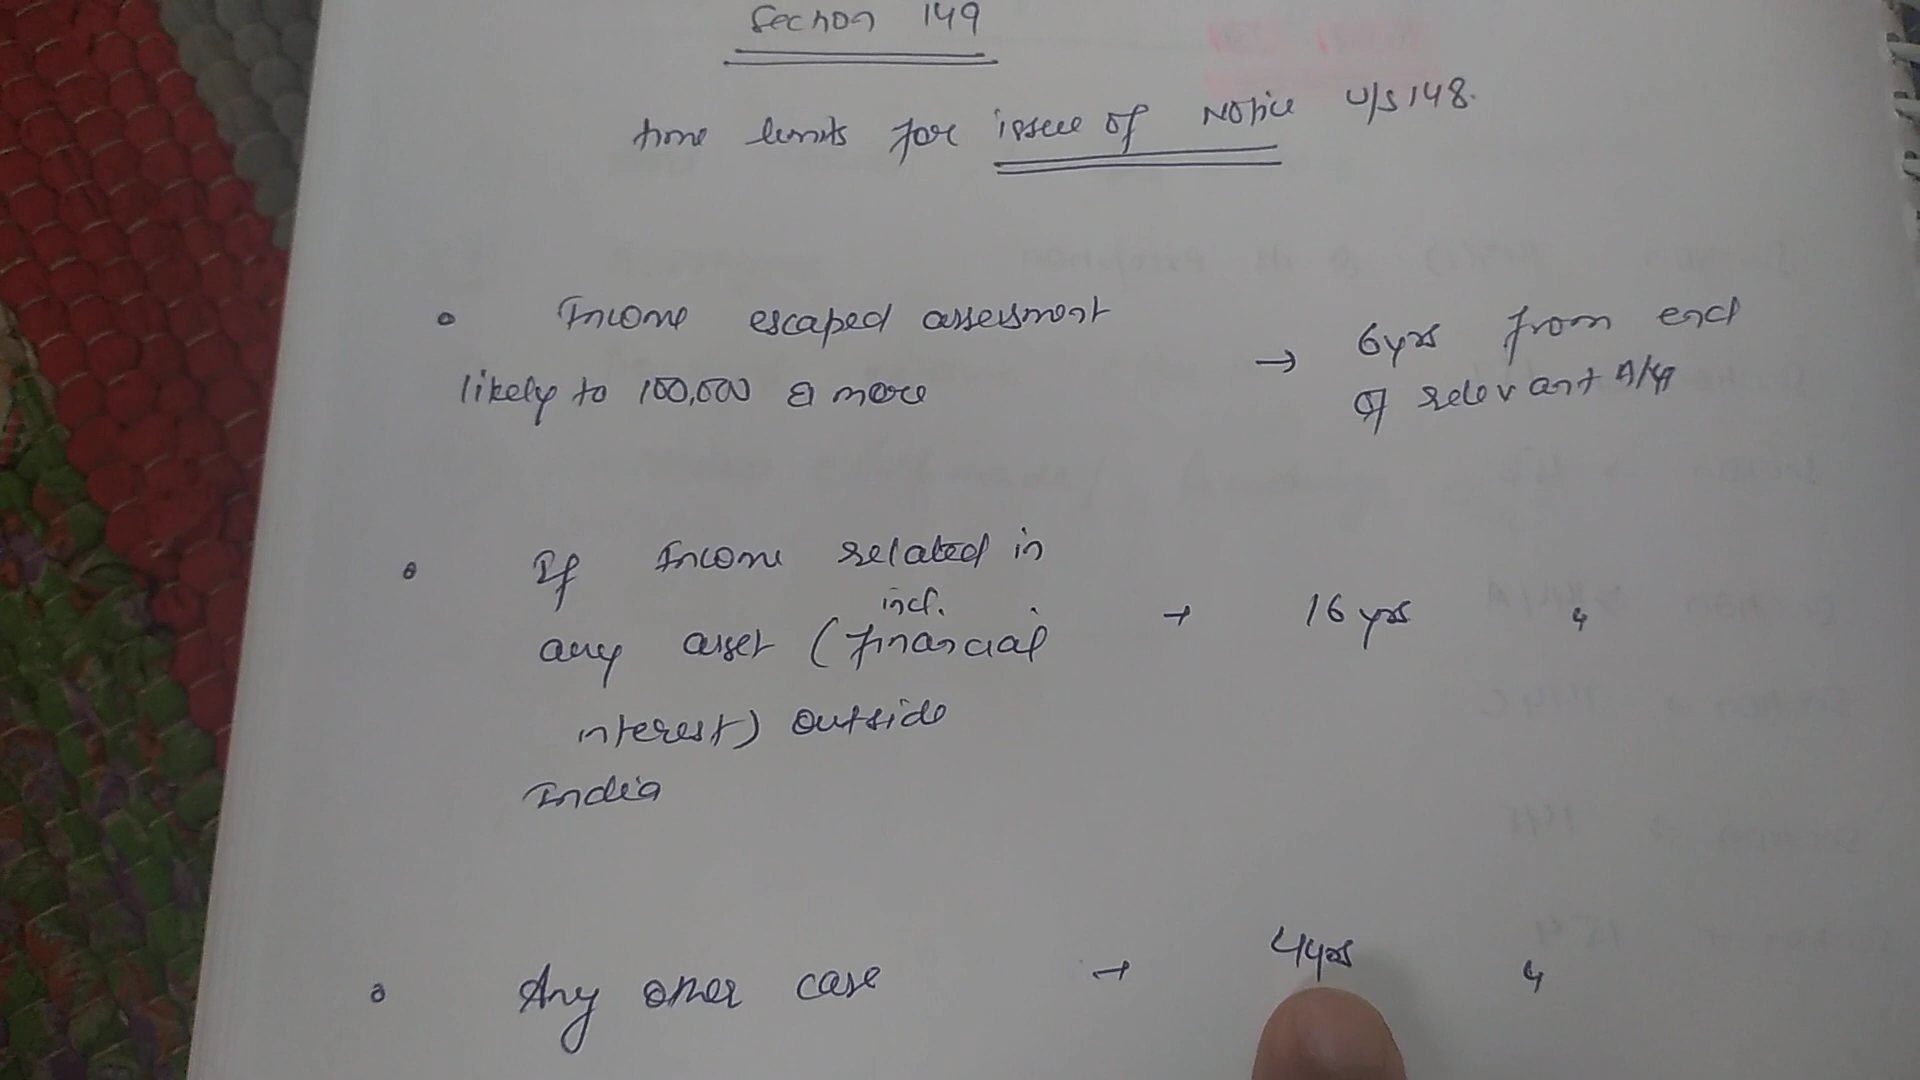 Section 149
time limits for issue of Notice u/s 148.
Income escaped assessment
likely to 100,000 & more
→ 6yrs from end
of relevant A/y
If Income related in
any asset (incl. financial
interest) outside
India
→ 16 yrs "
Any other case → 4yrs "